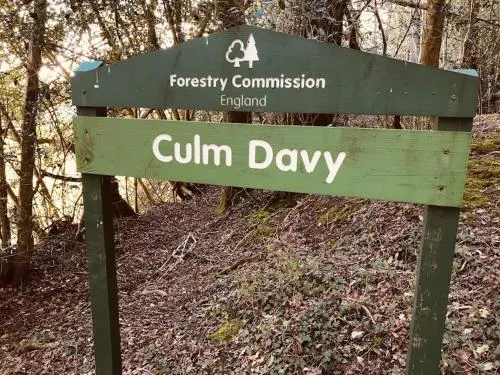 Forestry Commission
England
Culm Davy